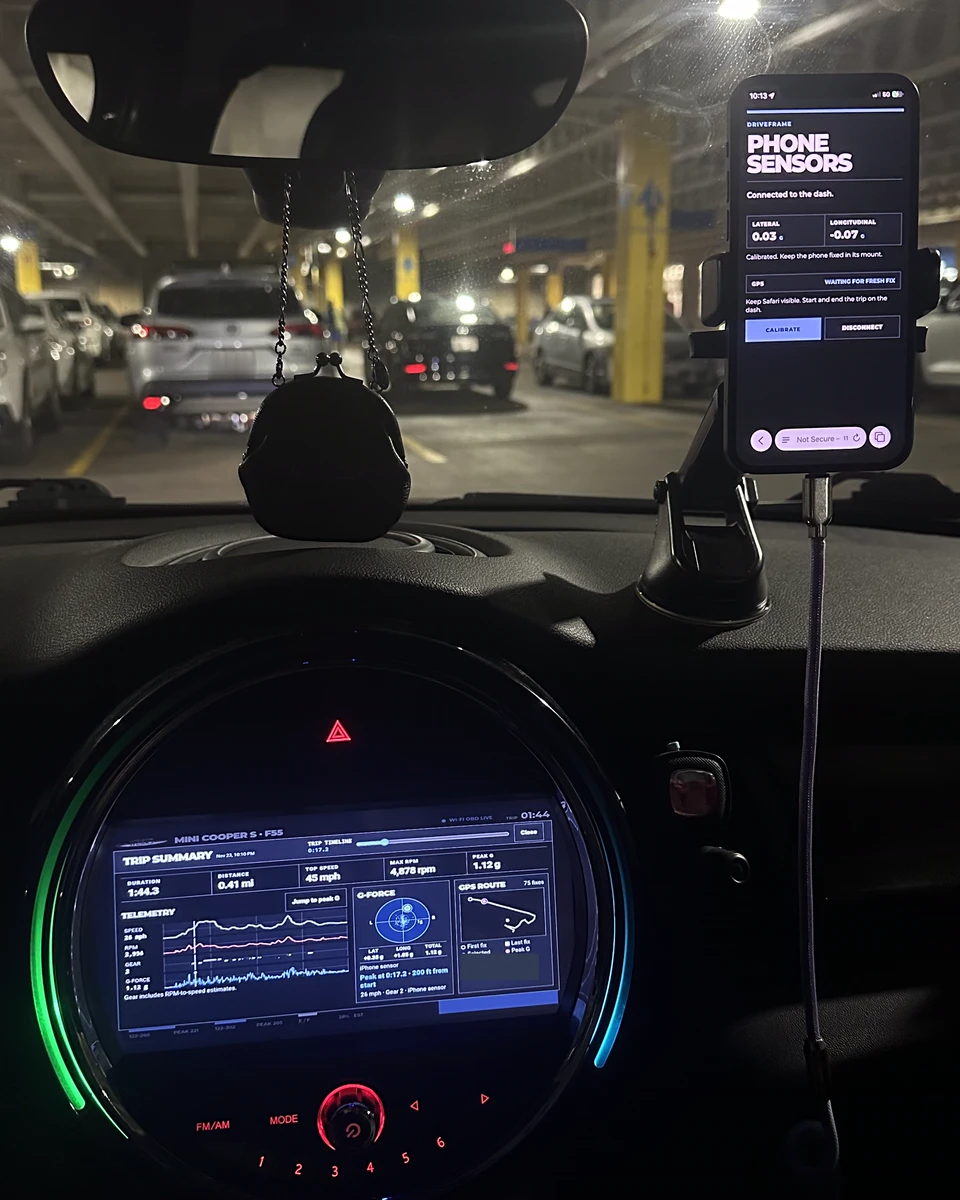 10:13
5G
DRIVEFRAME
PHONE
SENSORS
Connected to the dash.
LATERAL
0.03 G
LONGITUDINAL
-0.07 G
Calibrated. Keep the phone fixed in its mount.
GPS
WAITING FOR FRESH FIX
Keep Safari visible. Start and end the trip on the
dash.
CALIBRATE
DISCONNECT
Not Secure
MINI COOPER S • F55
WI-FI OBD LIVE
TRIP 01:44
TRIP SUMMARY
Nov 23, 10:10 PM
TRIP TIMELINE
0:17.2
Close
DURATION
1:44.3
DISTANCE
0.41 mi
TOP SPEED
45 mph
MAX RPM
4,878 rpm
PEAK G
1.12 g
TELEMETRY
Jump to peak G
SPEED
26 mph
RPM
GEAR
2
G-FORCE
Gear includes RPM-to-speed estimates.
G-FORCE
L
R
LAT
LONG
TOTAL
iPhone sensor
Peak at 0:17.2 • 200 ft from
start
26 mph • Gear 2 • iPhone sensor
GPS ROUTE
75 fixes
First fix
Last fix
Selected
Peak G
FM/AM
MODE
1
2
3
4
5
6